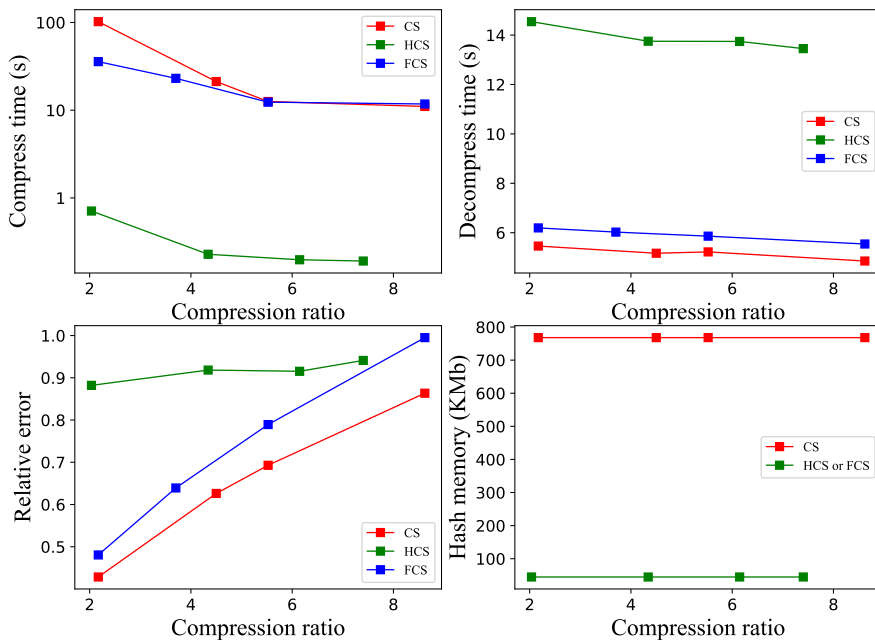 Compress time (s)
100
10
1
CS
HCS
FCS
2
4
6
8
Compression ratio
Decompress time (s)
14
12
10
8
6
CS
HCS
FCS
2
4
6
8
Compression ratio
Relative error
1.0
0.9
0.8
0.7
0.6
0.5
CS
HCS
FCS
2
4
6
8
Compression ratio
Hash memory (KMb)
800
700
600
500
400
300
200
100
CS
HCS or FCS
2
4
6
8
Compression ratio